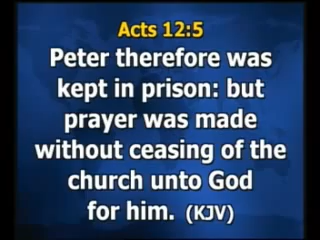 Acts 12:5
Peter therefore was
kept in prison: but
prayer was made
without ceasing of the
church unto God
for him. (KJV)